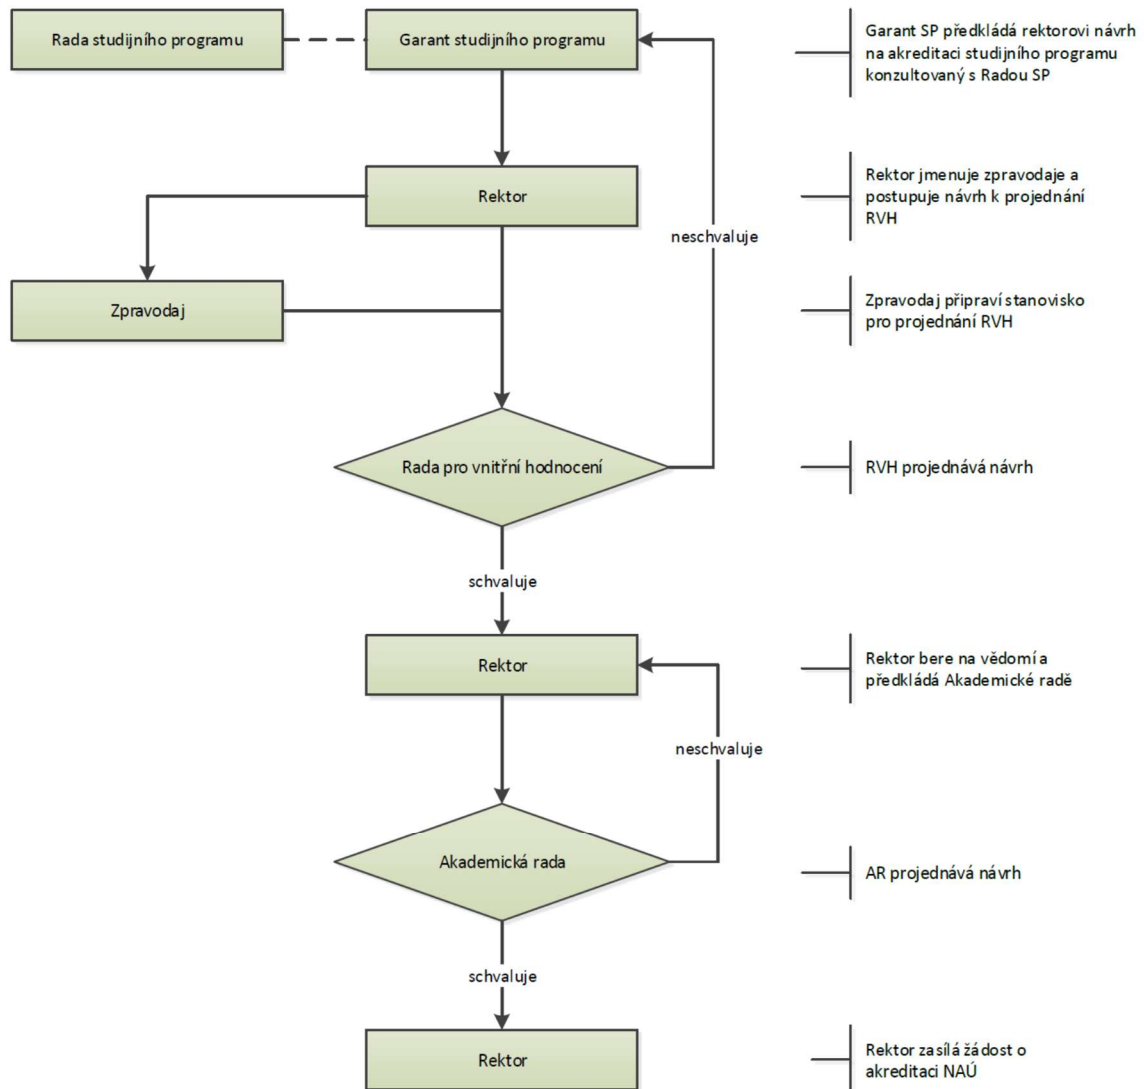 Rada studijního programu
Garant studijního programu
Garant SP předkládá rektorovi návrh
na akreditaci studijního programu
konzultovaný s Radou SP
Rektor
Rektor jmenuje zpravodaje a
postupuje návrh k projednání
RVH
neschvaluje
Zpravodaj
Zpravodaj připraví stanovisko
pro projednání RVH
Rada pro vnitřní hodnocení
RVH projednává návrh
schvaluje
Rektor
Rektor bere na vědomí a
předkládá Akademické radě
neschvaluje
Akademická rada
AR projednává návrh
schvaluje
Rektor
Rektor zasílá žádost o
akreditaci NAÚ